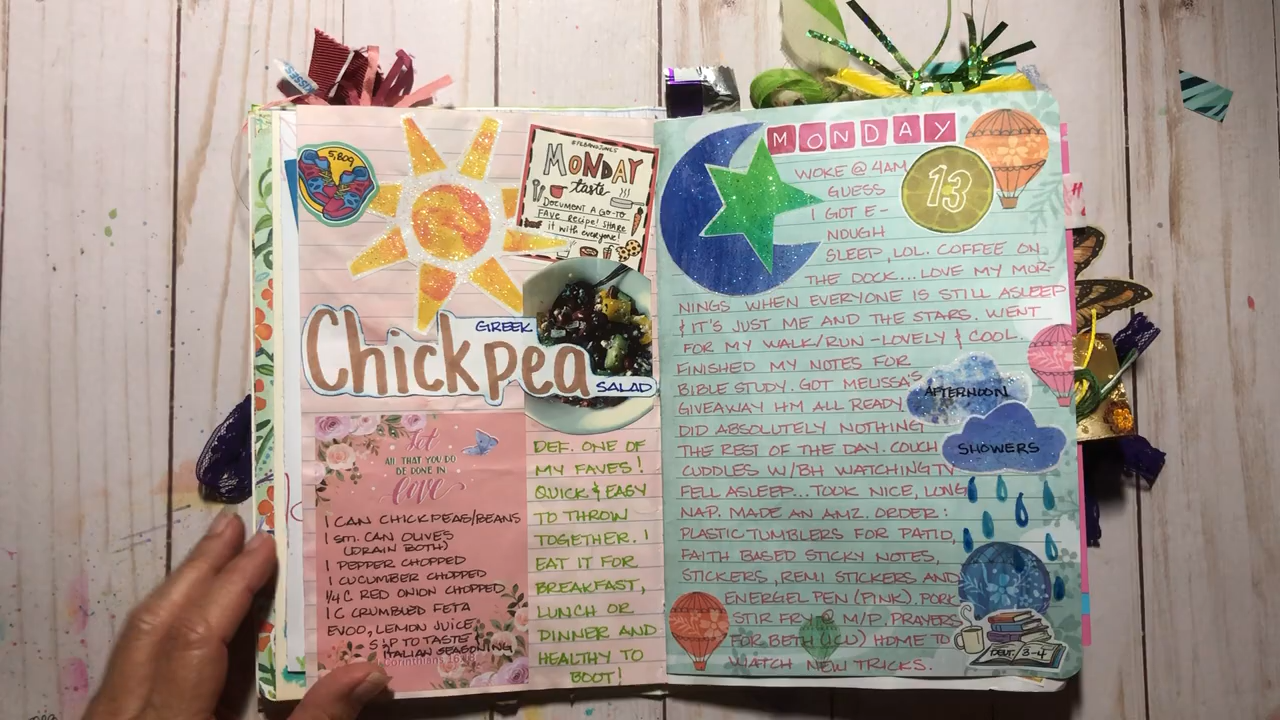 KISSES
5,809
#FEBANDJUNES
MONDAY
taste
DOCUMENT A GO-TO
FAVE RECIPE! SHARE
it with everyone!
GREEK
Chickpea
SALAD
let
ALL THAT YOU DO
BE DONE IN
love
1 CAN CHICKPEAS/BEANS
1 sm. CAN OLIVES
(DRAIN BOTH)
1 PEPPER CHOPPED
1 CUCUMBER CHOPPED
1/4 C RED ONION CHOPPED
1 C CRUMBLED FETA
EVOO, LEMON JUICE,
S & P TO TASTE
ITALIAN SEASONING
DEF. ONE OF
MY FAVES!
QUICK & EASY
TO THROW
TOGETHER. I
EAT IT FOR
BREAKFAST,
LUNCH OR
DINNER AND
HEALTHY TO
BOOT!
MONDAY
13
WOKE @ 4AM
GUESS
I GOT E-
NOUGH
SLEEP, LOL. COFFEE ON
THE DOCK...LOVE MY MOR-
NINGS WHEN EVERYONE IS STILL ASLEEP
& IT'S JUST ME AND THE STARS. WENT
FOR MY WALK/RUN - LOVELY & COOL.
FINISHED MY NOTES FOR
BIBLE STUDY. GOT MELISSA'S
GIVEAWAY HM ALL READY.
DID ABSOLUTELY NOTHING
THE REST OF THE DAY. COUCH
CUDDLES W/BH WATCHING TV
FELL ASLEEP...TOOK NICE, LONG
NAP. MADE AN AMZ. ORDER:
PLASTIC TUMBLERS FOR PATIO,
FAITH BASED STICKY NOTES,
STICKERS, REMI STICKERS AND
ENERGEL PEN (PINK). PORK
STIR FRY M/P. PRAYERS
FOR BETH (ICU) HOME TO
WATCH NEW TRICKS.
AFTERNOON
SHOWERS
DEUT. 3-4